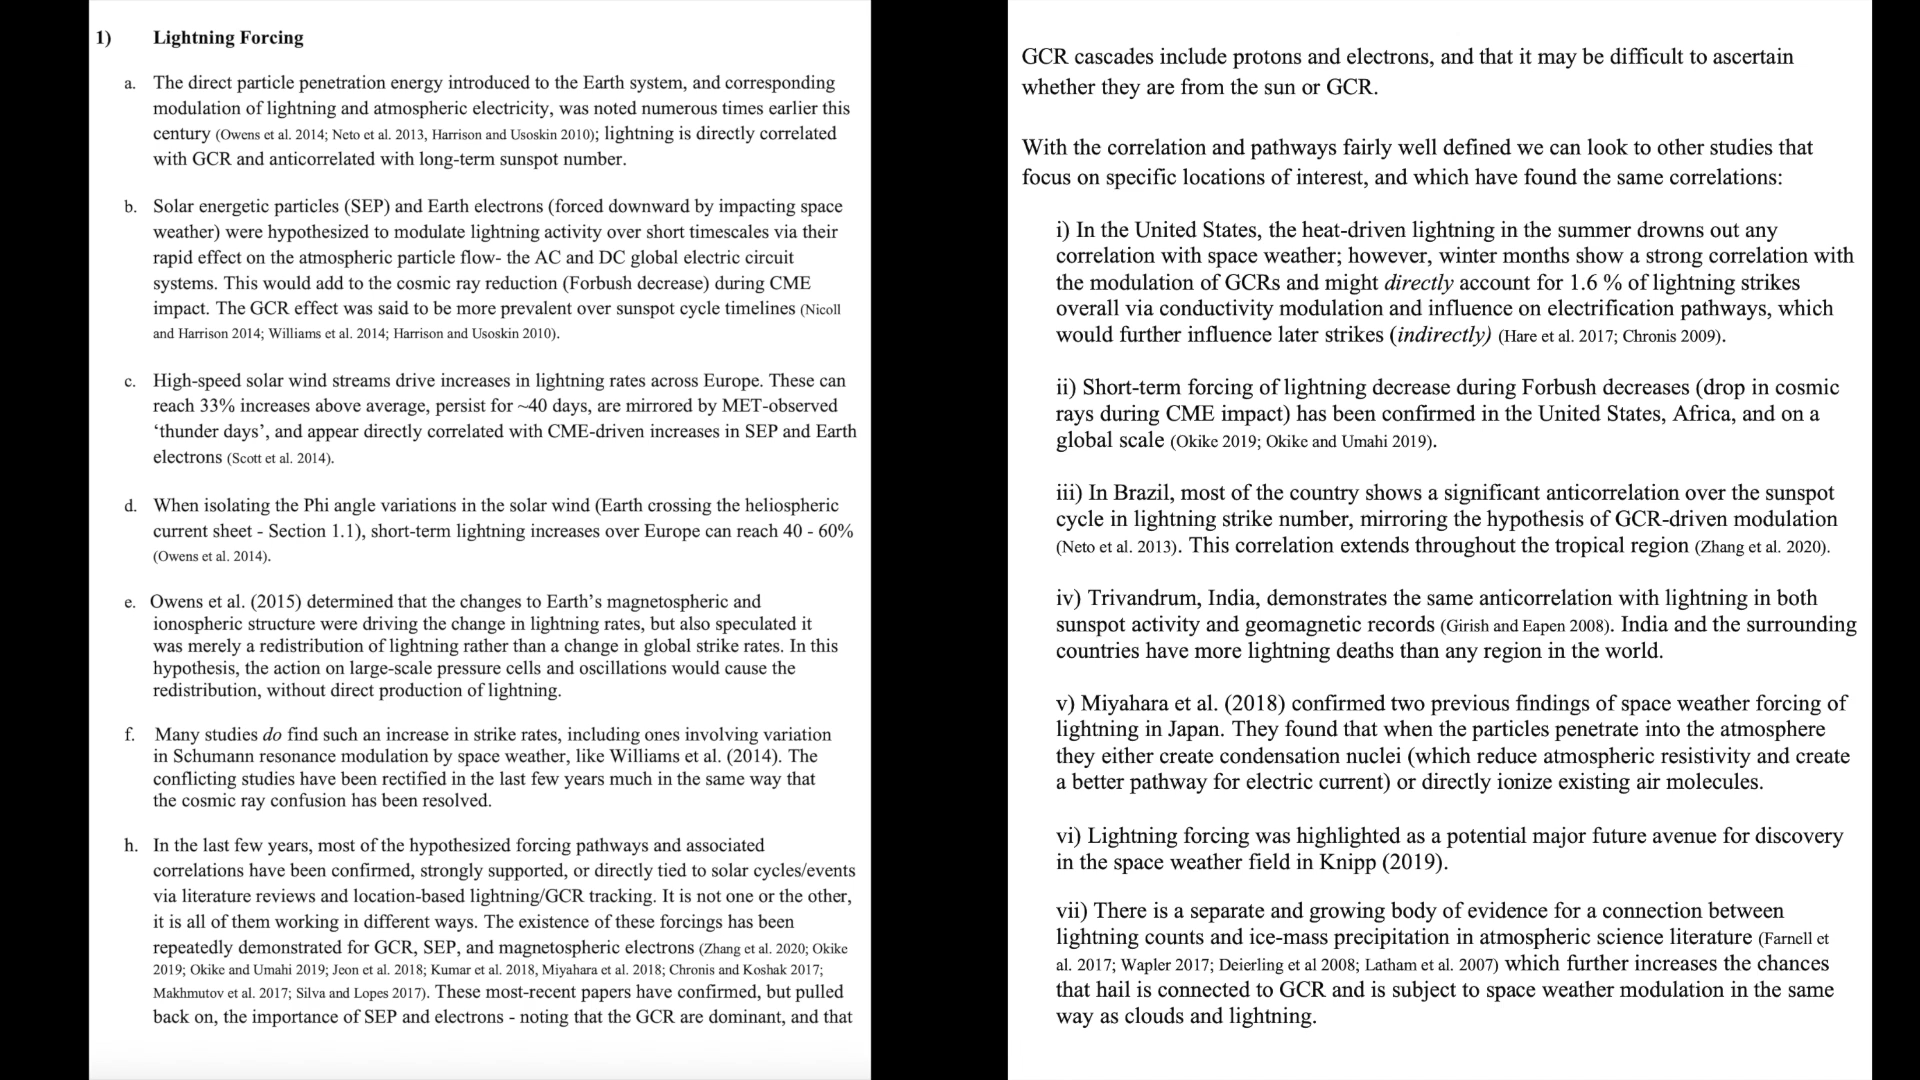 1) Lightning Forcing
a. The direct particle penetration energy introduced to the Earth system, and corresponding
modulation of lightning and atmospheric electricity, was noted numerous times earlier this
century (Owens et al. 2014; Neto et al. 2013, Harrison and Usoskin 2010); lightning is directly correlated
with GCR and anticorrelated with long-term sunspot number.
b. Solar energetic particles (SEP) and Earth electrons (forced downward by impacting space
weather) were hypothesized to modulate lightning activity over short timescales via their
rapid effect on the atmospheric particle flow- the AC and DC global electric circuit
systems. This would add to the cosmic ray reduction (Forbush decrease) during CME
impact. The GCR effect was said to be more prevalent over sunspot cycle timelines (Nicoll
and Harrison 2014; Williams et al. 2014; Harrison and Usoskin 2010).
c. High-speed solar wind streams drive increases in lightning rates across Europe. These can
reach 33% increases above average, persist for ~40 days, are mirrored by MET-observed
‘thunder days’, and appear directly correlated with CME-driven increases in SEP and Earth
electrons (Scott et al. 2014).
d. When isolating the Phi angle variations in the solar wind (Earth crossing the heliospheric
current sheet - Section 1.1), short-term lightning increases over Europe can reach 40 - 60%
(Owens et al. 2014).
e. Owens et al. (2015) determined that the changes to Earth’s magnetospheric and
ionospheric structure were driving the change in lightning rates, but also speculated it
was merely a redistribution of lightning rather than a change in global strike rates. In this
hypothesis, the action on large-scale pressure cells and oscillations would cause the
redistribution, without direct production of lightning.
f. Many studies do find such an increase in strike rates, including ones involving variation
in Schumann resonance modulation by space weather, like Williams et al. (2014). The
conflicting studies have been rectified in the last few years much in the same way that
the cosmic ray confusion has been resolved.
h. In the last few years, most of the hypothesized forcing pathways and associated
correlations have been confirmed, strongly supported, or directly tied to solar cycles/events
via literature reviews and location-based lightning/GCR tracking. It is not one or the other,
it is all of them working in different ways. The existence of these forcings has been
repeatedly demonstrated for GCR, SEP, and magnetospheric electrons (Zhang et al. 2020; Okike
2019; Okike and Umahi 2019; Jeon et al. 2018; Kumar et al. 2018, Miyahara et al. 2018; Chronis and Koshak 2017;
Makhmutov et al. 2017; Silva and Lopes 2017). These most-recent papers have confirmed, but pulled
back on, the importance of SEP and electrons - noting that the GCR are dominant, and that
GCR cascades include protons and electrons, and that it may be difficult to ascertain
whether they are from the sun or GCR.
With the correlation and pathways fairly well defined we can look to other studies that
focus on specific locations of interest, and which have found the same correlations:
i) In the United States, the heat-driven lightning in the summer drowns out any
correlation with space weather; however, winter months show a strong correlation with
the modulation of GCRs and might directly account for 1.6 % of lightning strikes
overall via conductivity modulation and influence on electrification pathways, which
would further influence later strikes (indirectly) (Hare et al. 2017; Chronis 2009).
ii) Short-term forcing of lightning decrease during Forbush decreases (drop in cosmic
rays during CME impact) has been confirmed in the United States, Africa, and on a
global scale (Okike 2019; Okike and Umahi 2019).
iii) In Brazil, most of the country shows a significant anticorrelation over the sunspot
cycle in lightning strike number, mirroring the hypothesis of GCR-driven modulation
(Neto et al. 2013). This correlation extends throughout the tropical region (Zhang et al. 2020).
iv) Trivandrum, India, demonstrates the same anticorrelation with lightning in both
sunspot activity and geomagnetic records (Girish and Eapen 2008). India and the surrounding
countries have more lightning deaths than any region in the world.
v) Miyahara et al. (2018) confirmed two previous findings of space weather forcing of
lightning in Japan. They found that when the particles penetrate into the atmosphere
they either create condensation nuclei (which reduce atmospheric resistivity and create
a better pathway for electric current) or directly ionize existing air molecules.
vi) Lightning forcing was highlighted as a potential major future avenue for discovery
in the space weather field in Knipp (2019).
vii) There is a separate and growing body of evidence for a connection between
lightning counts and ice-mass precipitation in atmospheric science literature (Farnell et
al. 2017; Wapler 2017; Deierling et al 2008; Latham et al. 2007) which further increases the chances
that hail is connected to GCR and is subject to space weather modulation in the same
way as clouds and lightning.